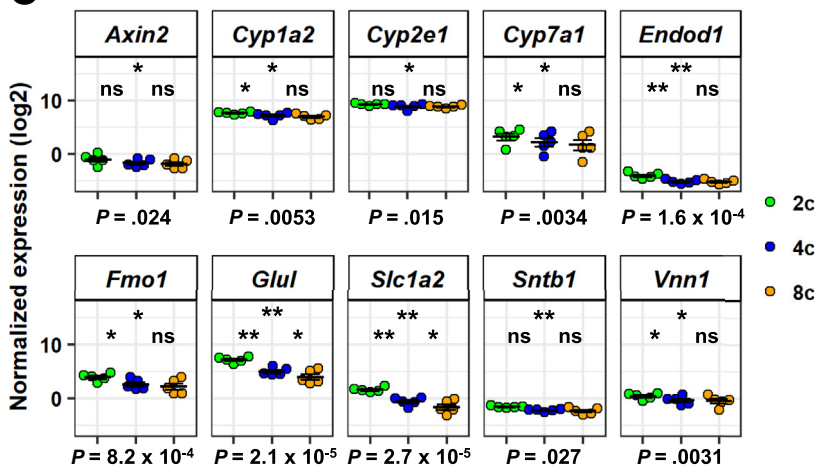 Axin2 Cyp1a2 Cyp2e1 Cyp7a1 Endod1
* * * * **
ns ns * ns ns ns * ns ** ns
10
0
P = .024 P = .0053 P = .015 P = .0034 P = 1.6 x 10⁻⁴
Normalized expression (log2)
2c
4c
8c
Fmo1 Glul Slc1a2 Sntb1 Vnn1
* ** ** ** *
* ns ** * ** * ns ns * ns
10
0
P = 8.2 x 10⁻⁴ P = 2.1 x 10⁻⁵ P = 2.7 x 10⁻⁵ P = .027 P = .0031